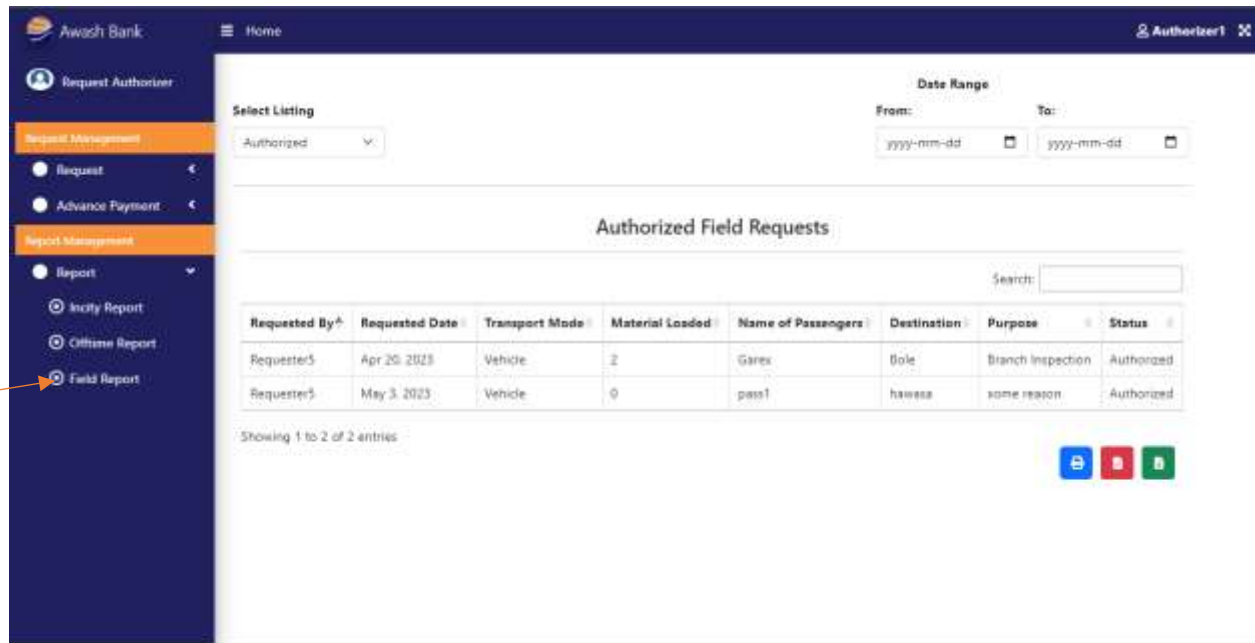 Awash Bank
Home
Authorizer1
Request Authorizer
Date Range
Select Listing
From:
To:
Authorized
yyyy-mm-dd
yyyy-mm-dd
Request Management
Request
Advance Payment
Report Management
Report
Incity Report
Offtime Report
Field Report
Authorized Field Requests
Search:
Requested By Requested Date Transport Mode Material Loaded Name of Passengers Destination Purpose Status
Requester5 Apr 20, 2023 Vehicle 2 Garex Bole Branch Inspection Authorized
Requester5 May 3, 2023 Vehicle 0 pass1 hawasa some reason Authorized
Showing 1 to 2 of 2 entries